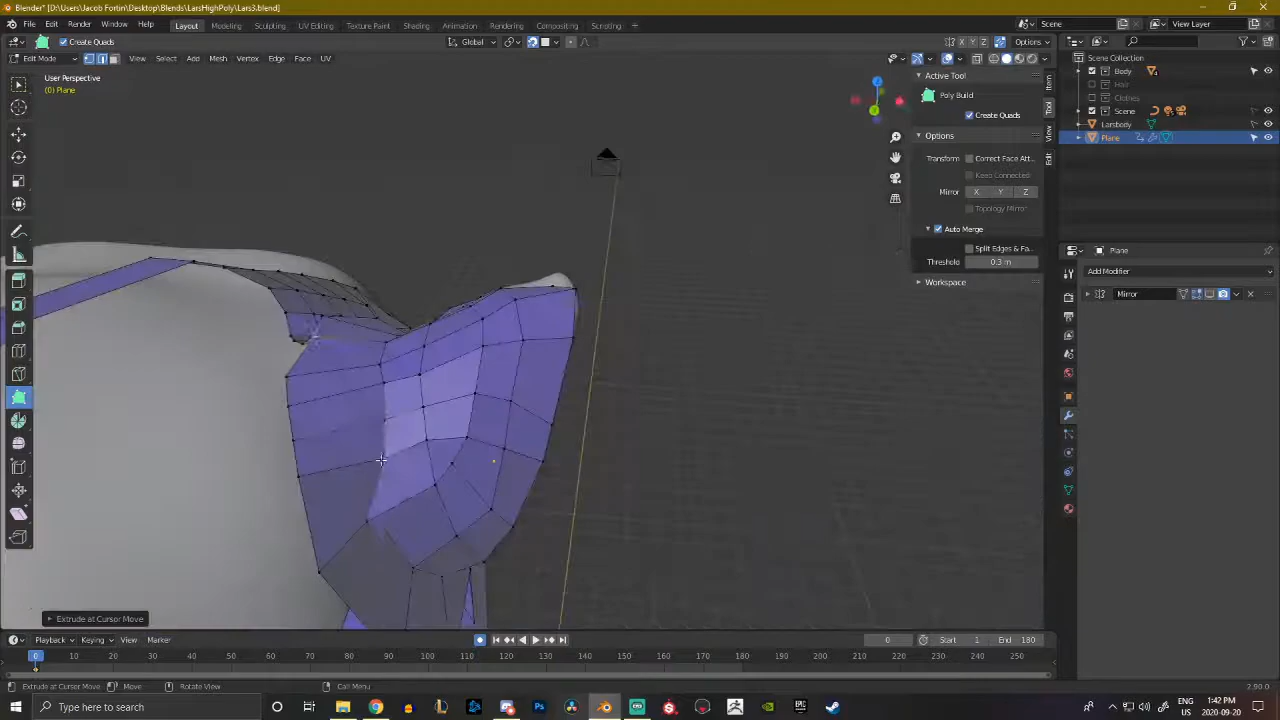 Blender* [D:\Users\Jacob Fortin\Desktop\Blends\LarsHighPoly\Lars3.blend]
File Edit Render Window Help Layout Modeling Sculpting UV Editing Texture Paint Shading Animation Rendering Compositing Scripting + Scene View Layer
Create Quads Global X Y Z Options
Edit Mode View Select Add Mesh Vertex Edge Face UV
User Perspective
(0) Plane
Active Tool
Poly Build
Create Quads
Options
Transform Correct Face Att...
Keep Connected
Mirror X Y Z
Topology Mirror
Auto Merge
Split Edges & Fa...
Threshold 0.3 m
Workspace
Item
Tool
View
Edit
Scene Collection
Body
Hair
Clothes
Scene
Larsbody
Plane
Plane
Add Modifier
Mirror
Extrude at Cursor Move
Playback Keying View Marker 0 Start 1 End 180
0 10 20 30 40 50 60 70 80 90 100 110 120 130 140 150 160 170 180 190 200 210 220 230 240 250
Extrude at Cursor Move Move Rotate View Call Menu 2.90.0
Type here to search
ENG
US
1:42 PM
2020-09-20